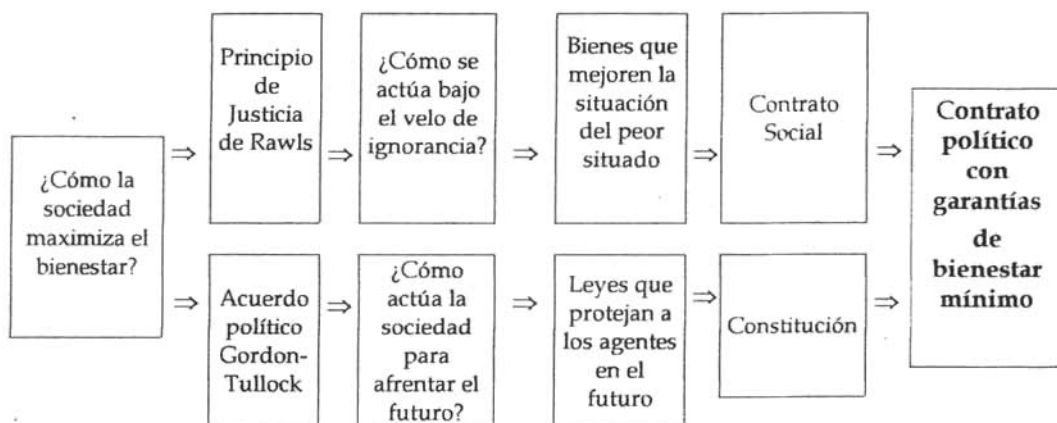 ¿Cómo la
sociedad
maximiza el
bienestar?
⇒
Principio
de
Justicia
de Rawls
⇒
¿Cómo se
actúa bajo
el velo de
ignorancia?
⇒
Bienes que
mejoren la
situación
del peor
situado
⇒
Contrato
Social
⇒
Contrato
político
con
garantías
de
bienestar
mínimo
⇒
Acuerdo
político
Gordon-
Tullock
⇒
¿Cómo
actúa la
sociedad
para
afrentar el
futuro?
⇒
Leyes que
protejan a
los agentes
en el
futuro
⇒
Constitución
⇒